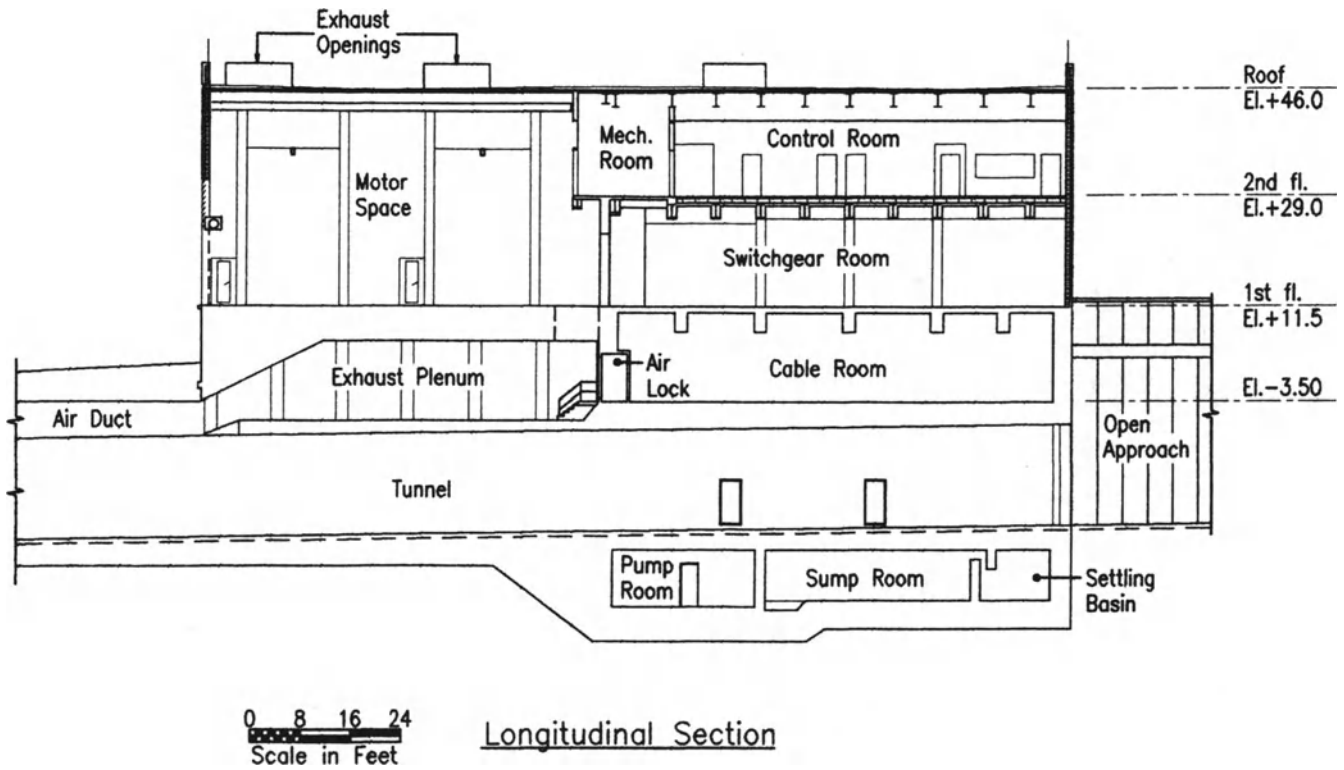 Exhaust
Openings
Roof
El.+46.0
Mech.
Room
Control Room
Motor
Space
2nd fl.
El.+29.0
Switchgear Room
1st fl.
El.+11.5
Exhaust Plenum
Air
Lock
Cable Room
El.-3.50
Air Duct
Open
Approach
Tunnel
Pump
Room
Sump Room
Settling
Basin
0 8 16 24
Scale in Feet
Longitudinal Section